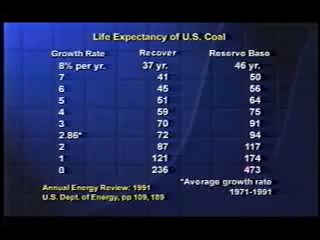 Life Expectancy of U.S. Coal
Growth Rate Recover Reserve Base
8% per yr. 37 yr. 46 yr.
7 41 50
6 45 56
5 51 64
4 59 75
3 70 91
2.86* 72 94
2 87 117
1 121 174
0 236 473
Annual Energy Review: 1991
U.S. Dept. of Energy, pp 109, 189
*Average growth rate
1971-1991